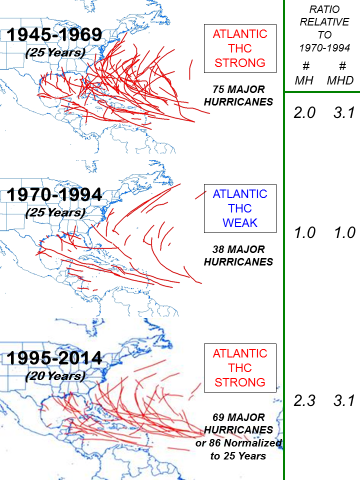 RATIO
RELATIVE
TO
1970-1994
#
MH
#
MHD
1945-1969
(25 Years)
ATLANTIC
THC
STRONG
75 MAJOR
HURRICANES
2.0
3.1
1970-1994
(25 Years)
ATLANTIC
THC
WEAK
38 MAJOR
HURRICANES
1.0
1.0
1995-2014
(20 Years)
ATLANTIC
THC
STRONG
69 MAJOR
HURRICANES
or 86 Normalized
to 25 Years
2.3
3.1